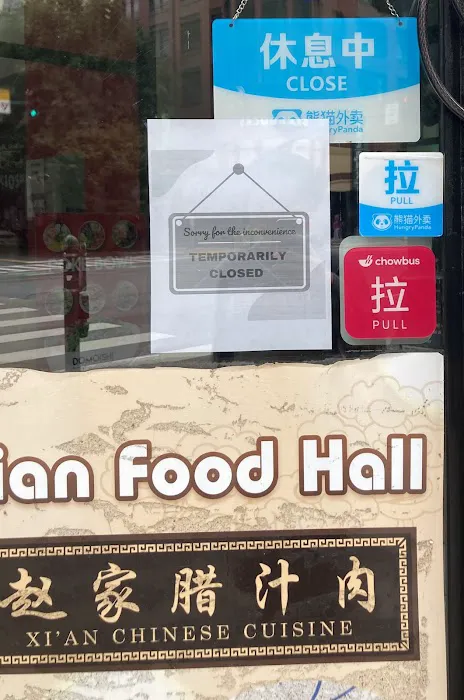 休息中
CLOSE
熊猫外卖
HungryPanda
拉
PULL
熊猫外卖
HungryPanda
Sorry for the inconvenience
TEMPORARILY
CLOSED
chowbus
拉
PULL
DOMOISHI
ian Food Hall
赵家腊汁肉
XI'AN CHINESE CUISINE